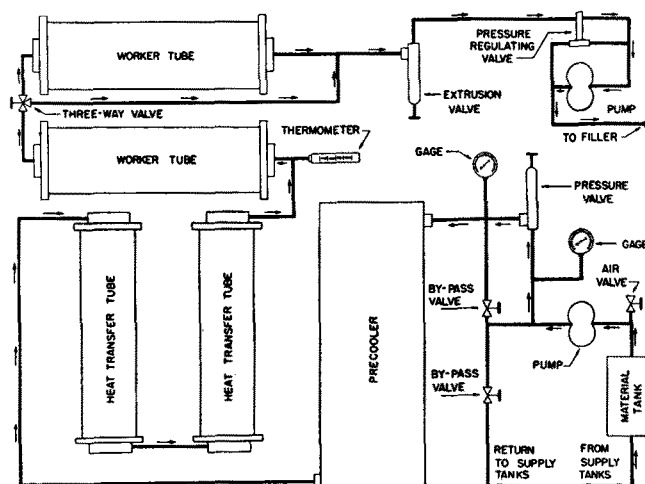 WORKER TUBE
THREE-WAY VALVE
EXTRUSION
VALVE
PRESSURE
REGULATING
VALVE
PUMP
TO FILLER
WORKER TUBE
THERMOMETER
GAGE
PRESSURE
VALVE
GAGE
AIR
VALVE
HEAT TRANSFER TUBE
HEAT TRANSFER TUBE
PRECOOLER
BY-PASS
VALVE
BY-PASS
VALVE
PUMP
MATERIAL
TANK
RETURN
TO SUPPLY
TANKS
FROM
SUPPLY
TANKS